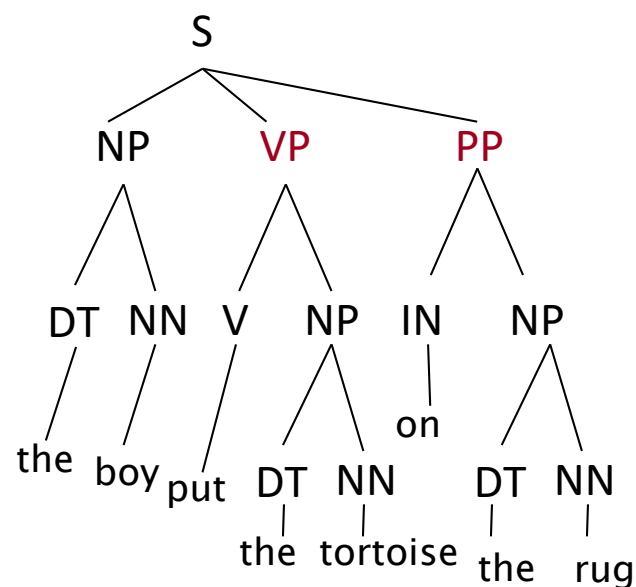 S
NP VP PP
DT NN V NP IN NP
on
the boy put DT NN DT NN
the tortoise the rug